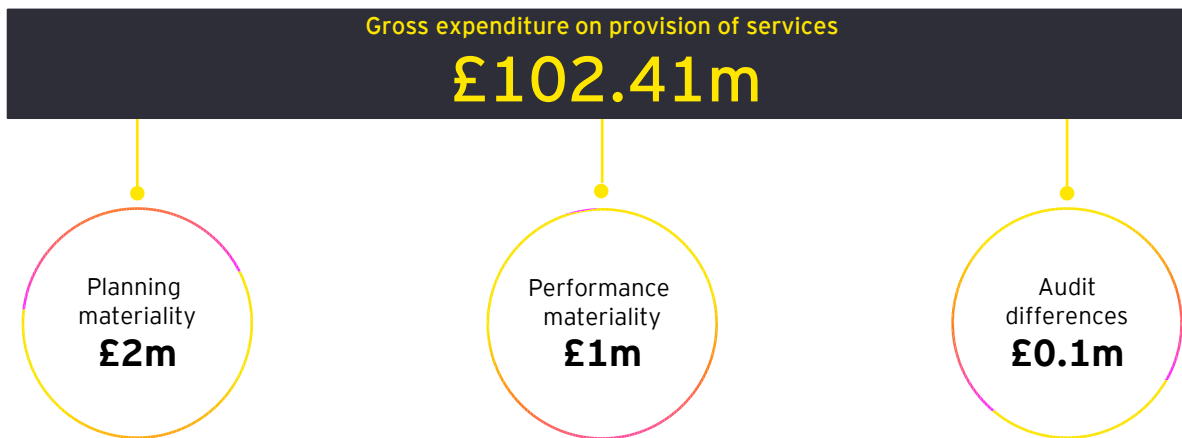 Gross expenditure on provision of services
£102.41m
Planning
materiality
£2m
Performance
materiality
£1m
Audit
differences
£0.1m